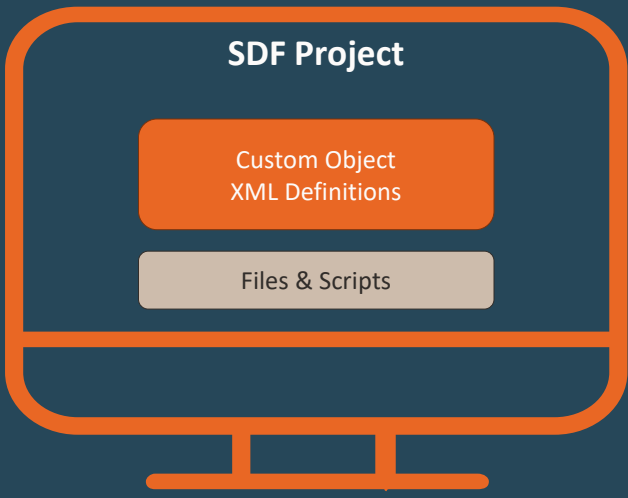 SDF Project
Custom Object
XML Definitions
Files & Scripts